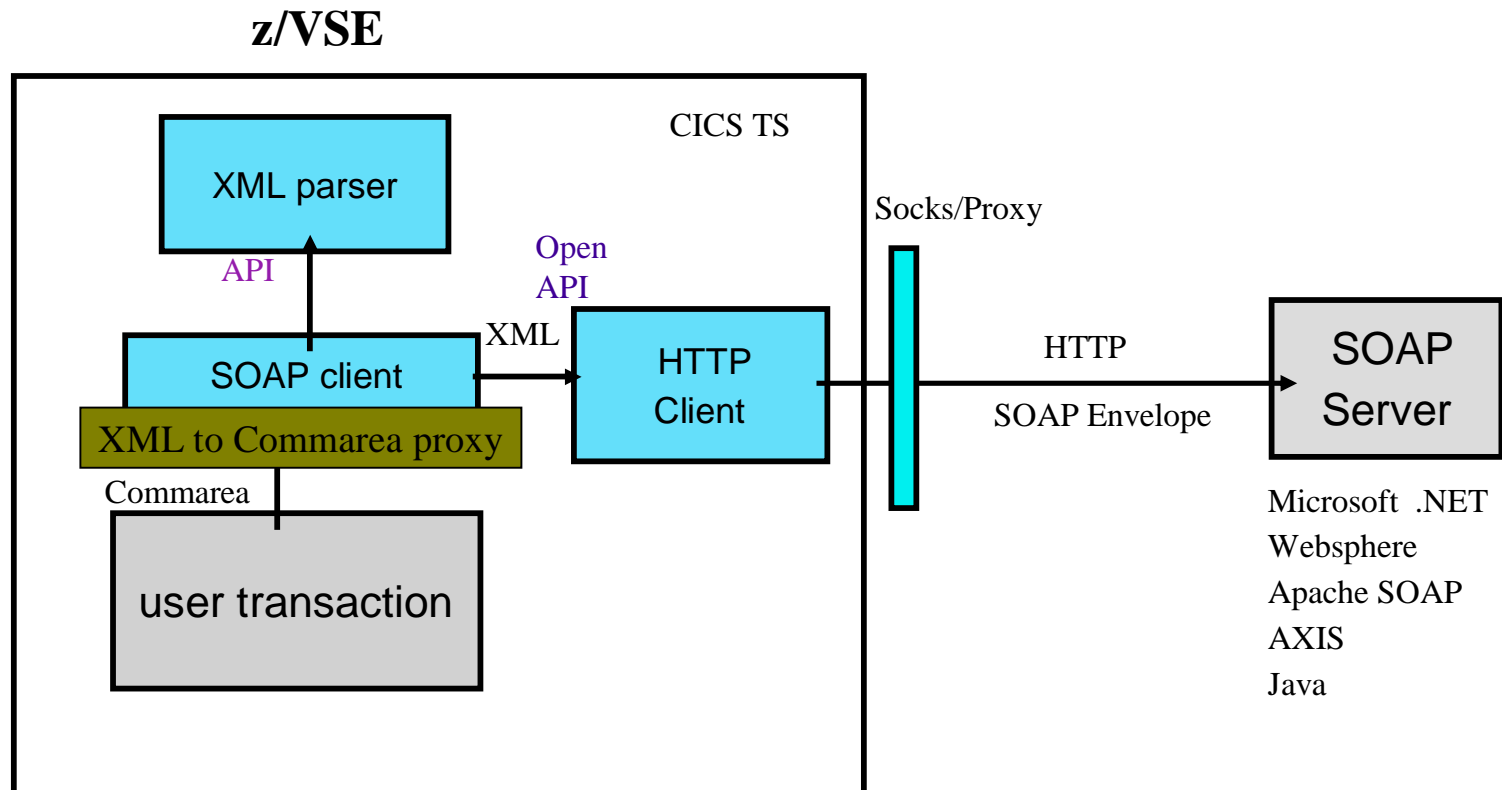 z/VSE
CICS TS
XML parser
Socks/Proxy
API
Open
API
XML
SOAP client
HTTP
Client
HTTP
SOAP Envelope
SOAP
Server
XML to Commarea proxy
Commarea
user transaction
Microsoft .NET
Websphere
Apache SOAP
AXIS
Java